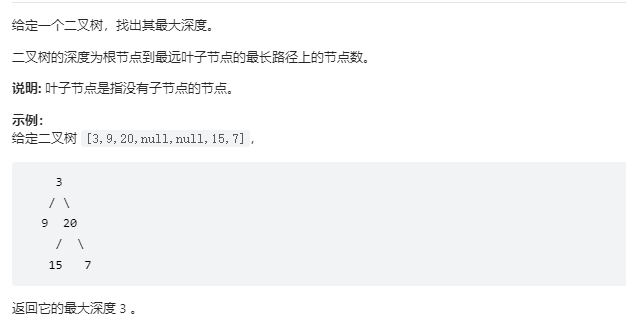 给定一个二叉树，找出其最大深度。
二叉树的深度为根节点到最远叶子节点的最长路径上的节点数。
说明: 叶子节点是指没有子节点的节点。
示例：
给定二叉树 [3,9,20,null,null,15,7]，
3
/ \
9 20
/ \
15 7
返回它的最大深度 3 。